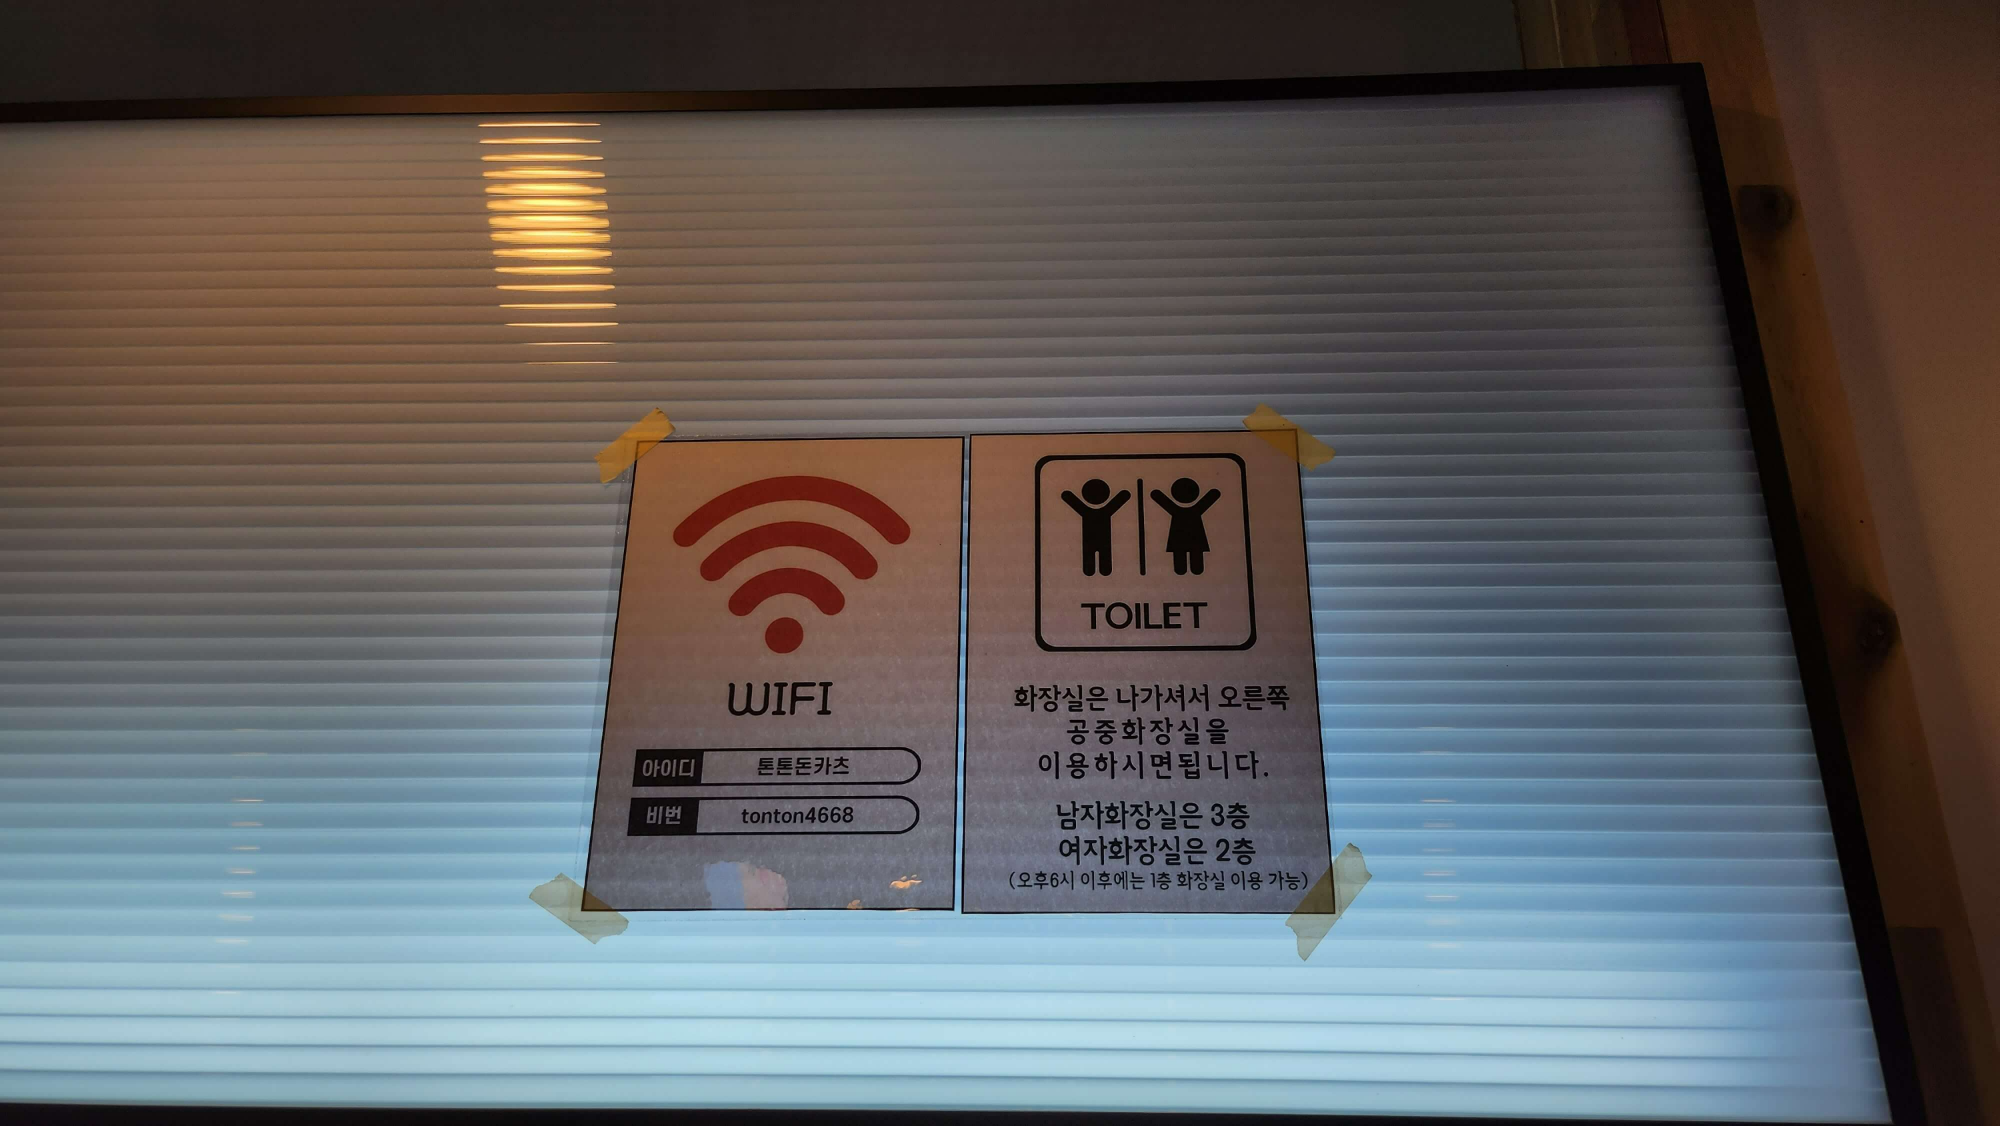 WIFI
아이디 톤톤돈카츠
비번 tonton4668
TOILET
화장실은 나가셔서 오른쪽
공중화장실을
이용하시면됩니다.
남자화장실은 3층
여자화장실은 2층
(오후6시 이후에는 1층 화장실 이용 가능)